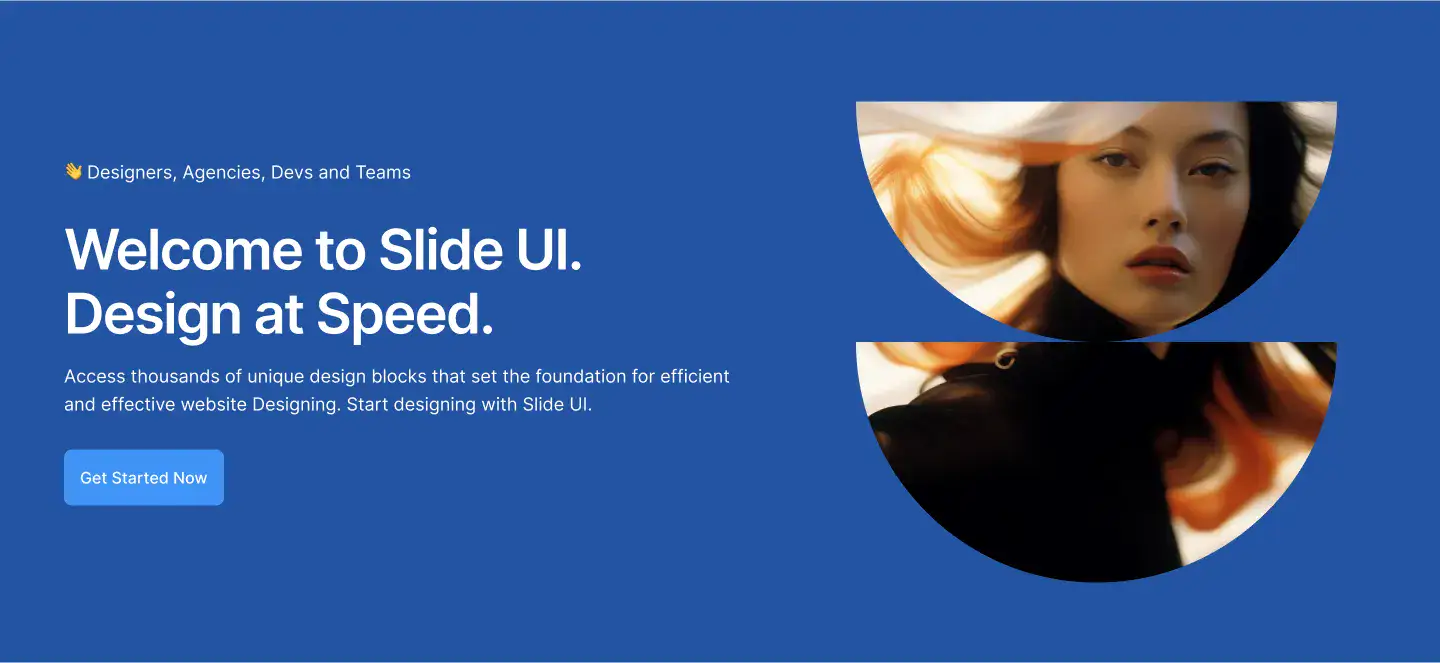 👋 Designers, Agencies, Devs and Teams
Welcome to Slide UI.
Design at Speed.
Access thousands of unique design blocks that set the foundation for efficient
and effective website Designing. Start designing with Slide UI.
Get Started Now